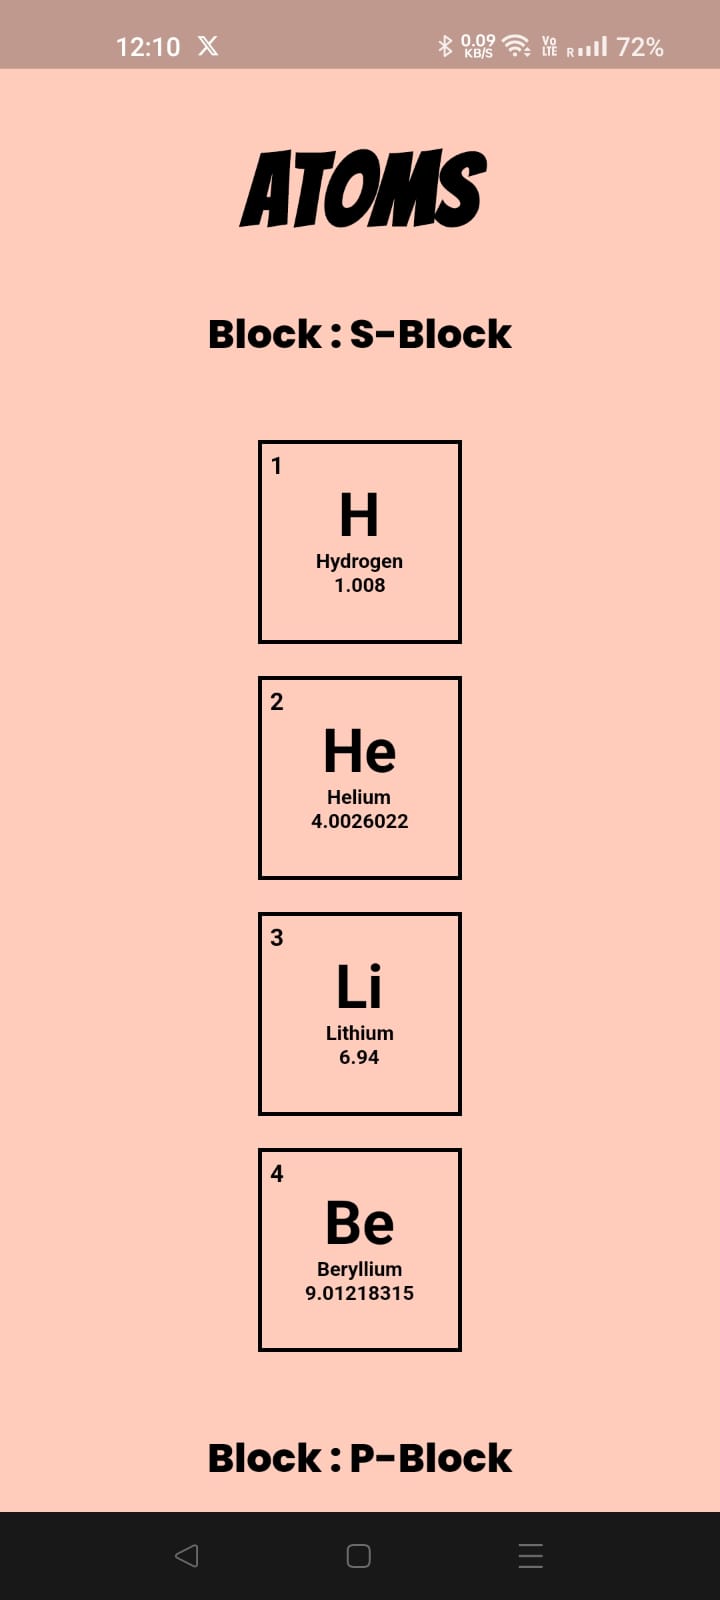 12:10 X 0.09 KB/S Vo LTE R 72%
ATOMS
Block : S-Block
1
H
Hydrogen
1.008
2
He
Helium
4.0026022
3
Li
Lithium
6.94
4
Be
Beryllium
9.01218315
Block : P-Block